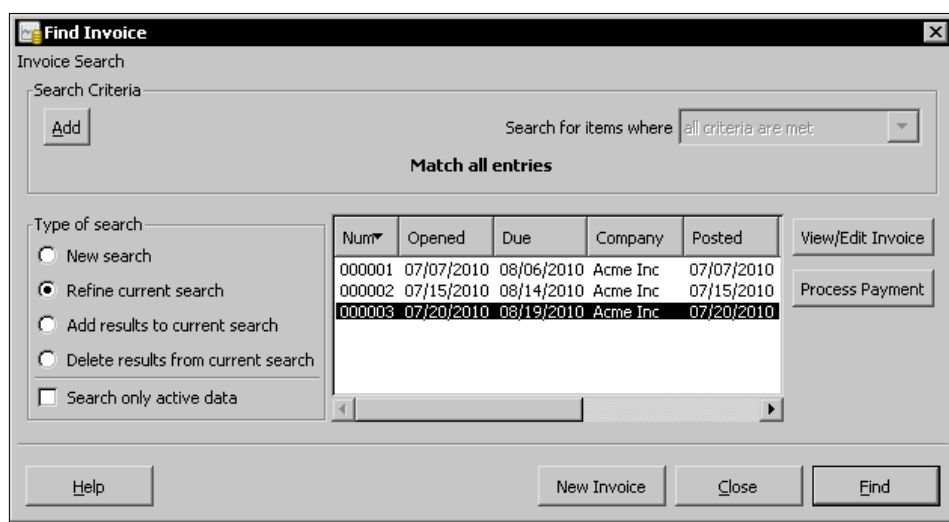 Find Invoice
Invoice Search
Search Criteria
Add
Search for items where all criteria are met
Match all entries
Type of search
New search
Refine current search
Add results to current search
Delete results from current search
Search only active data
Num Opened Due Company Posted
000001 07/07/2010 08/06/2010 Acme Inc 07/07/2010
000002 07/15/2010 08/14/2010 Acme Inc 07/15/2010
000003 07/20/2010 08/19/2010 Acme Inc 07/20/2010
View/Edit Invoice
Process Payment
Help
New Invoice
Close
Find